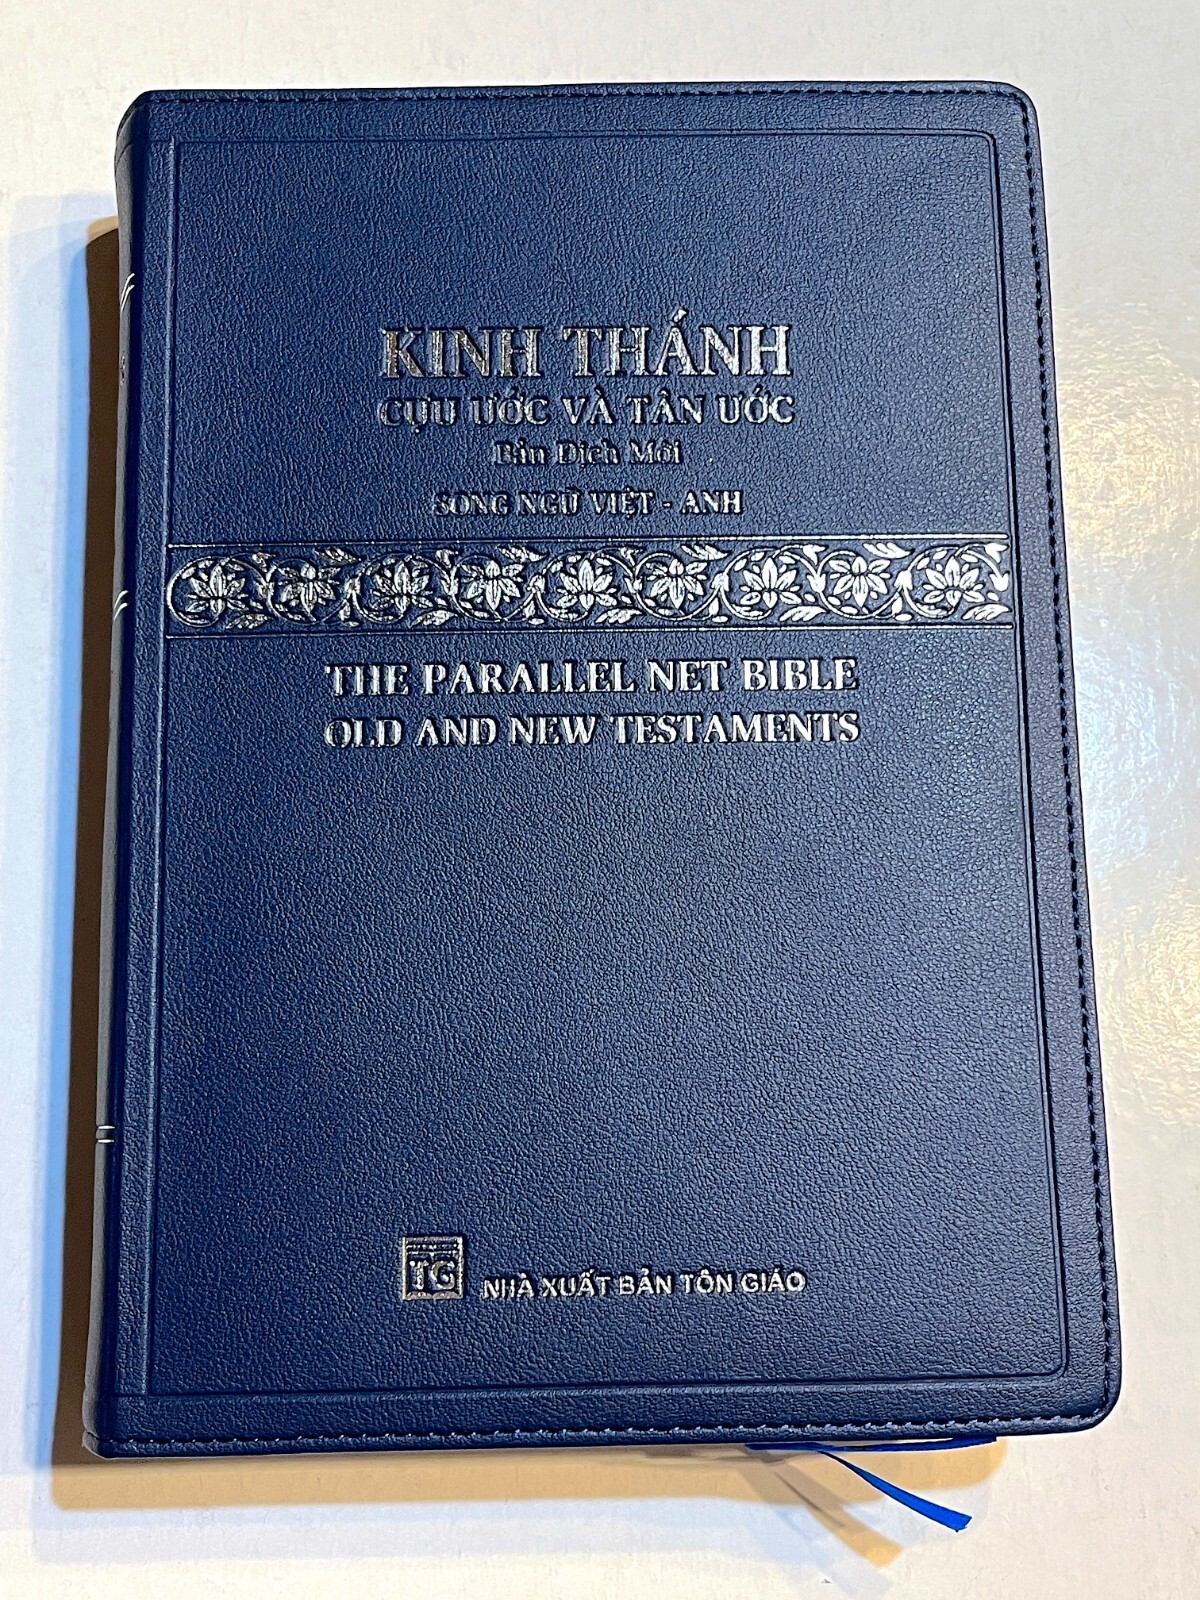 KINH THÁNH
CỰU ƯỚC VÀ TÂN ƯỚC
Bản Dịch Mới
SONG NGỮ VIỆT - ANH
THE PARALLEL NET BIBLE
OLD AND NEW TESTAMENTS
TG NHÀ XUẤT BẢN TÔN GIÁO